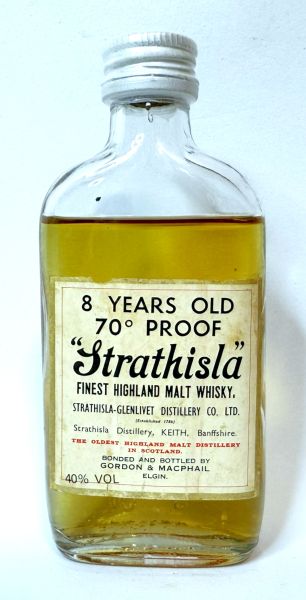 8 YEARS OLD
70° PROOF
"Strathisla"
FINEST HIGHLAND MALT WHISKY.
STRATHISLA-GLENLIVET DISTILLERY CO. LTD.
(Established 1786)
Strathisla Distillery, KEITH, Banffshire.
THE OLDEST HIGHLAND MALT DISTILLERY
IN SCOTLAND.
BONDED AND BOTTLED BY
GORDON & MACPHAIL
ELGIN.
40% VOL